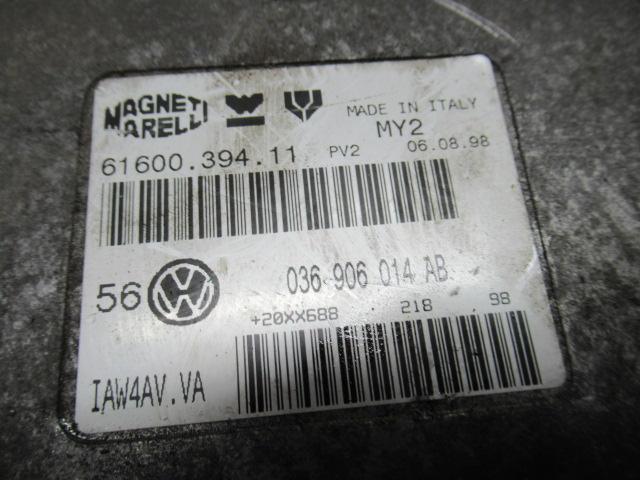 MAGNETI
MARELLI
MADE IN ITALY
MY2
61600.394.11 PV2 06.08.98
56 036 906 014 AB
+20XX688 218 98
IAW4AV.VA